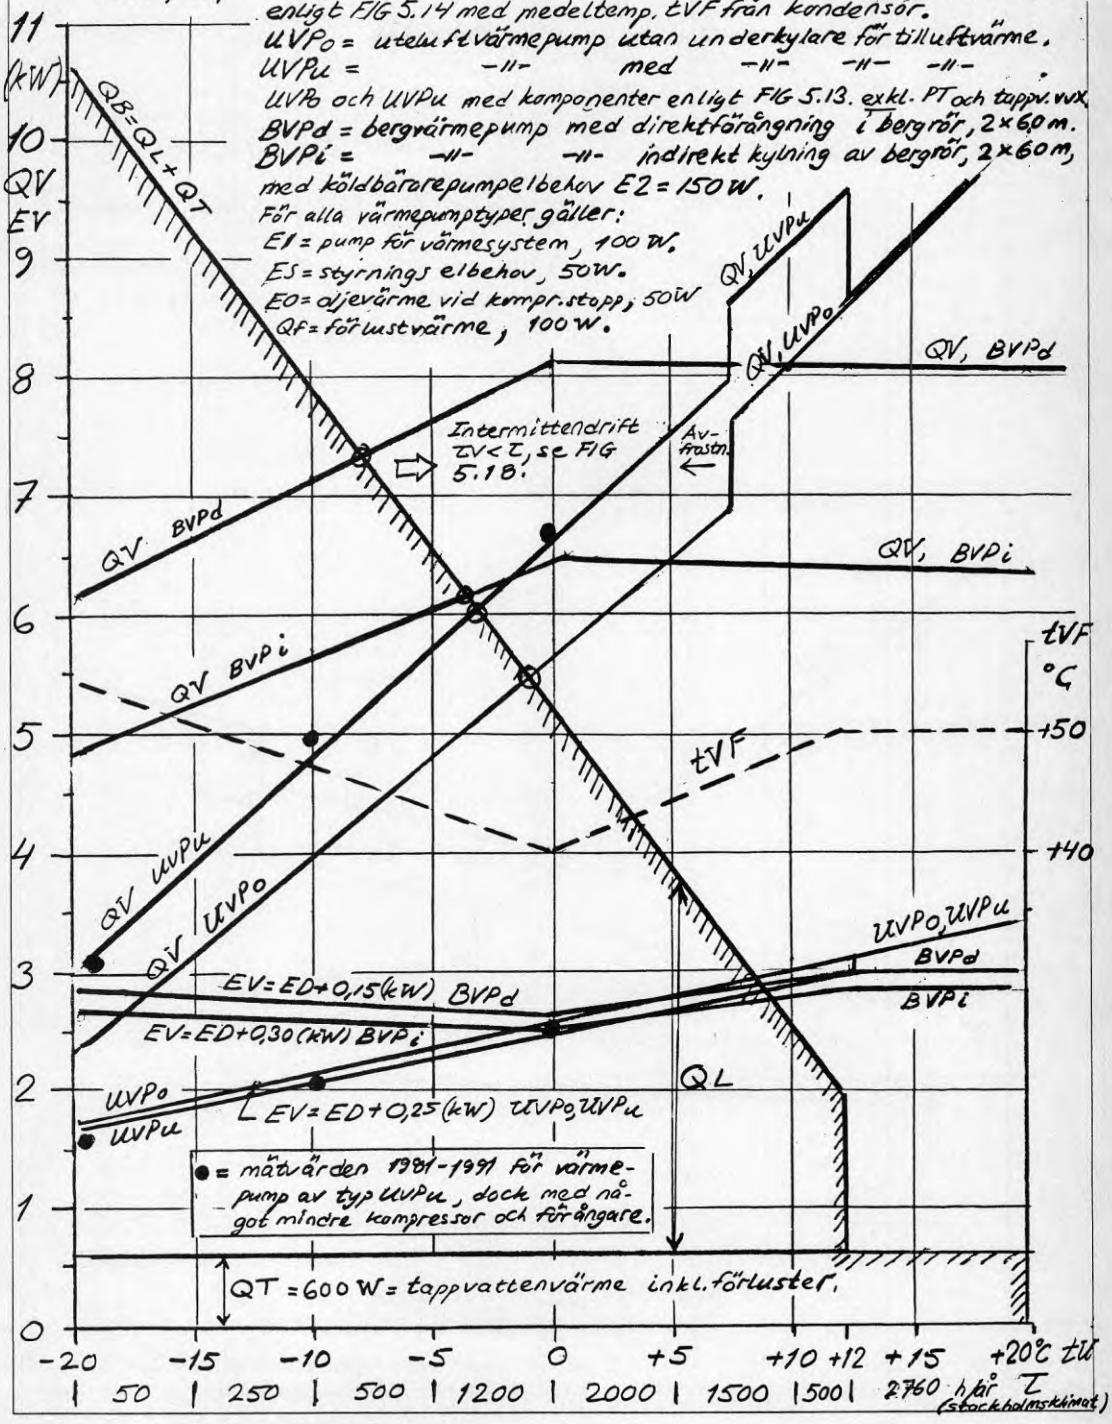 enligt FIG 5.14 med medeltemp. tVF från kondensor.
UVPo = uteluftvärmepump utan underkylare för tilluftvärme.
UVPu = -"- med -"- -"- -"-
UVPo och UVPu med komponenter enligt FIG 5.13. exkl. PT och tappv.vvx.
BVPd = bergvärmepump med direktförångning i bergrör, 2×60 m.
BVPi = -"- -"- indirekt kylning av bergrör, 2×60 m,
med köldbärarepumpelbehov E2 = 150 W.
För alla värmepumptyper gäller:
E1 = pump för värmesystem, 100 W.
ES = styrnings elbehov, 50 W.
EO = oljevärme vid kompr.stopp, 50 W
QF = förlustvärme, 100 W.
11
(kW)
10
QV
EV
9
8
7
6
5
4
3
2
1
0
QB=QL+QT
QV, UVPu
QV, UVPo
QV, BVPd
Intermittendrift
τV<τ, se FIG
5.18.
Av-
frostn.
QV BVPd
QV, BVPi
QV BVPi
tVF
°C
+50
tVF
+40
QV UVPu
QV UVPo
UVPo, UVPu
BVPd
BVPi
EV=ED+0,15(kW) BVPd
EV=ED+0,30(kW) BVPi
UVPo
UVPu
EV=ED+0,25(kW) UVPo, UVPu
QL
● = mätvärden 1981-1991 för värme-
pump av typ UVPu, dock med nå-
got mindre kompressor och förångare.
QT = 600 W = tappvattenvärme inkl. förluster.
-20 -15 -10 -5 0 +5 +10 +12 +15 +20°C tU
| 50 | 250 | 500 | 1200 | 2000 | 1500 |500| 2760 h/år τ
(stockholmsklimat)